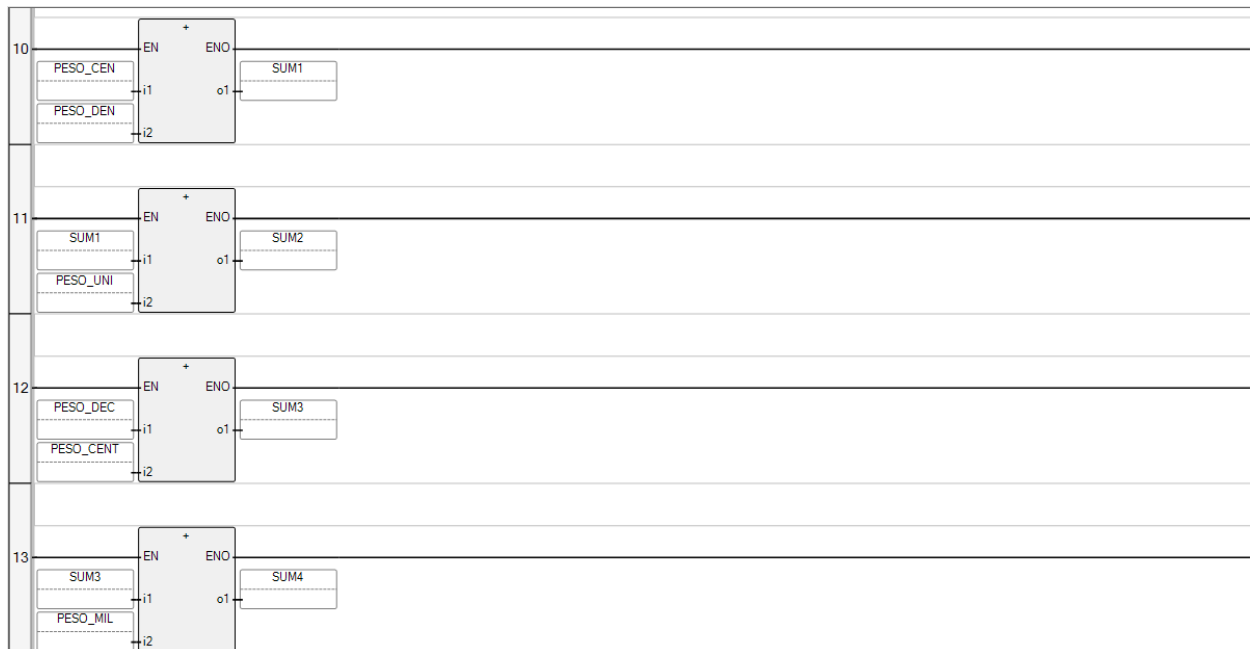 +
10 EN ENO
PESO_CEN SUM1
i1 o1
PESO_DEN
i2
+
11 EN ENO
SUM1 SUM2
i1 o1
PESO_UNI
i2
+
12 EN ENO
PESO_DEC SUM3
i1 o1
PESO_CENT
i2
+
13 EN ENO
SUM3 SUM4
i1 o1
PESO_MIL
i2